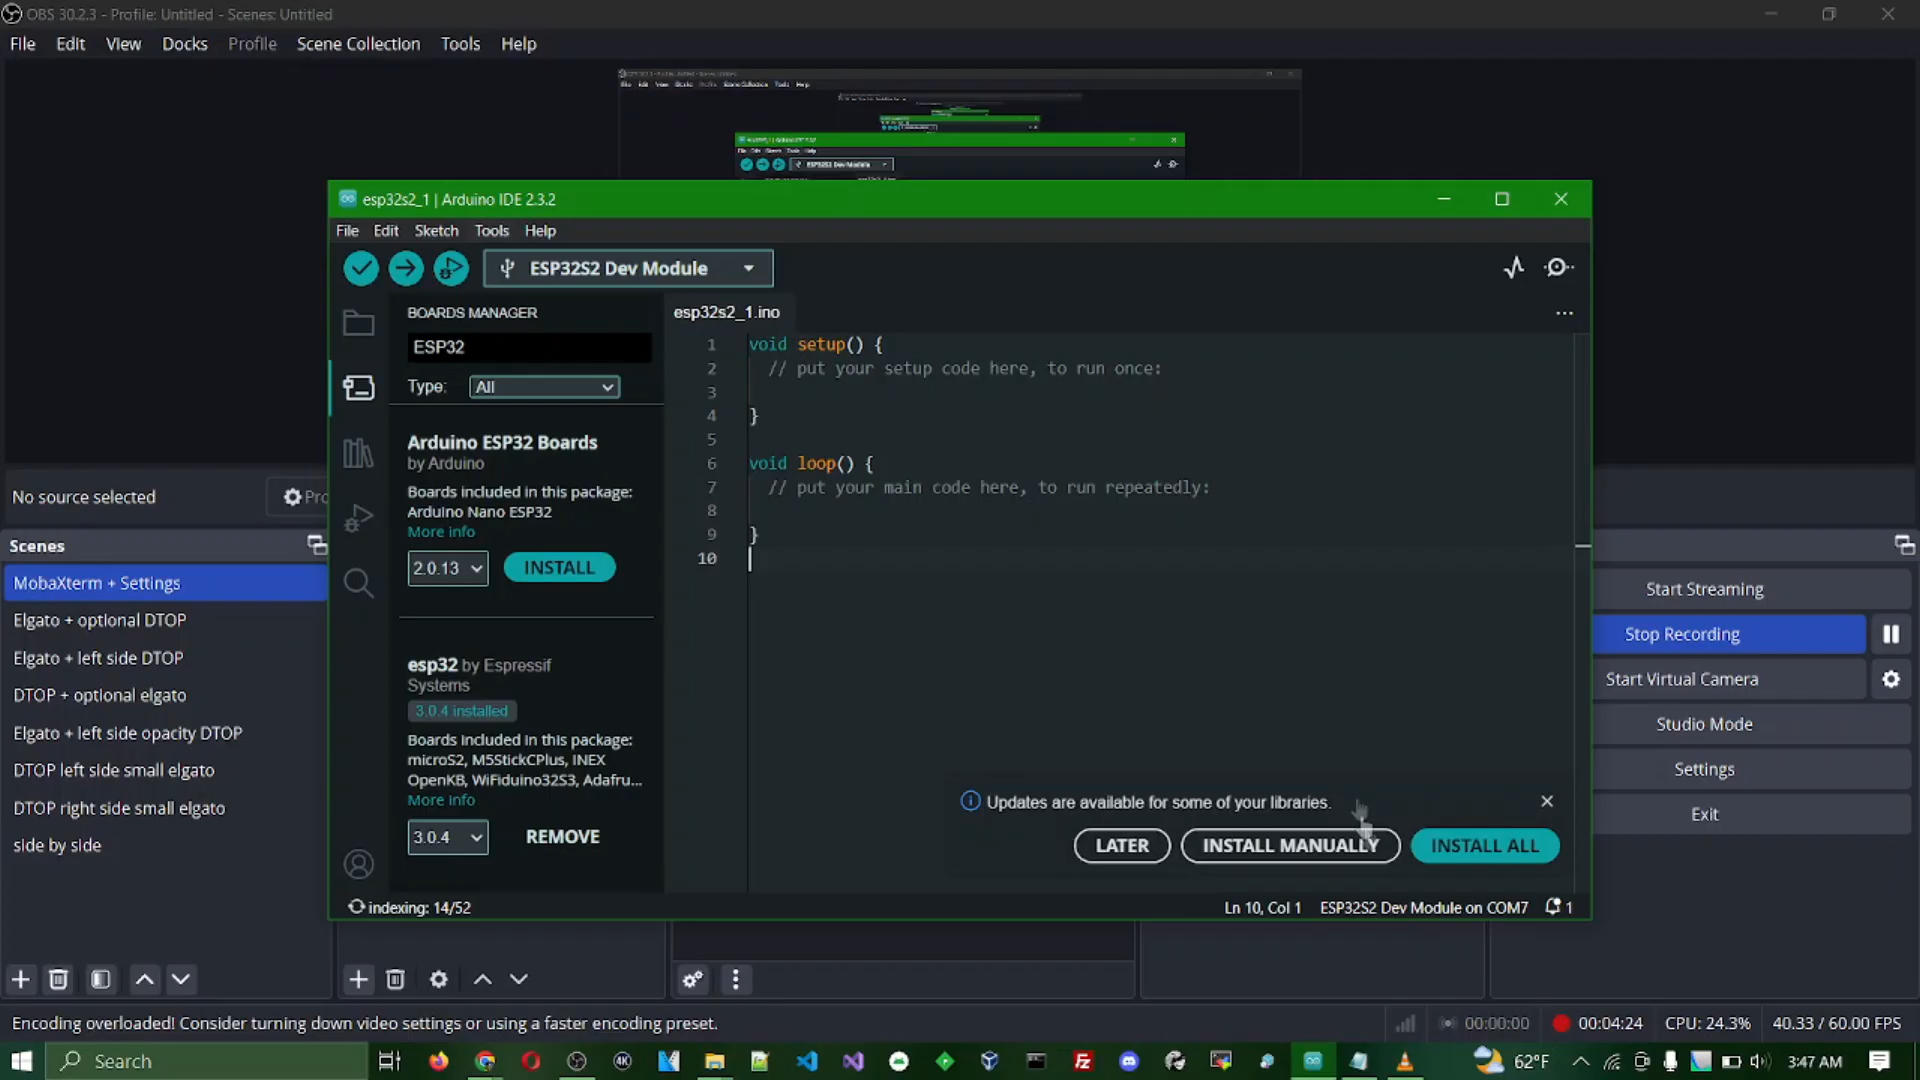 OBS 30.2.3 - Profile: Untitled - Scenes: Untitled
File Edit View Docks Profile Scene Collection Tools Help
esp32s2_1 | Arduino IDE 2.3.2
File Edit Sketch Tools Help
ESP32S2 Dev Module
BOARDS MANAGER
ESP32
Type: All
Arduino ESP32 Boards
by Arduino
Boards included in this package:
Arduino Nano ESP32
More info
2.0.13 INSTALL
esp32 by Espressif
Systems
3.0.4 installed
Boards included in this package:
microS2, M5StickCPlus, INEX
OpenKB, WiFiduino32S3, Adafru...
More info
3.0.4 REMOVE
esp32s2_1.ino
1 void setup() {
2 // put your setup code here, to run once:
3
4 }
5
6 void loop() {
7 // put your main code here, to run repeatedly:
8
9 }
10
Updates are available for some of your libraries.
LATER INSTALL MANUALLY INSTALL ALL
indexing: 14/52
Ln 10, Col 1 ESP32S2 Dev Module on COM7 1
No source selected
Scenes
MobaXterm + Settings
Elgato + optional DTOP
Elgato + left side DTOP
DTOP + optional elgato
Elgato + left side opacity DTOP
DTOP left side small elgato
DTOP right side small elgato
side by side
Start Streaming
Stop Recording
Start Virtual Camera
Studio Mode
Settings
Exit
Encoding overloaded! Consider turning down video settings or using a faster encoding preset.
00:00:00 00:04:24 CPU: 24.3% 40.33 / 60.00 FPS
Search
62°F 3:47 AM